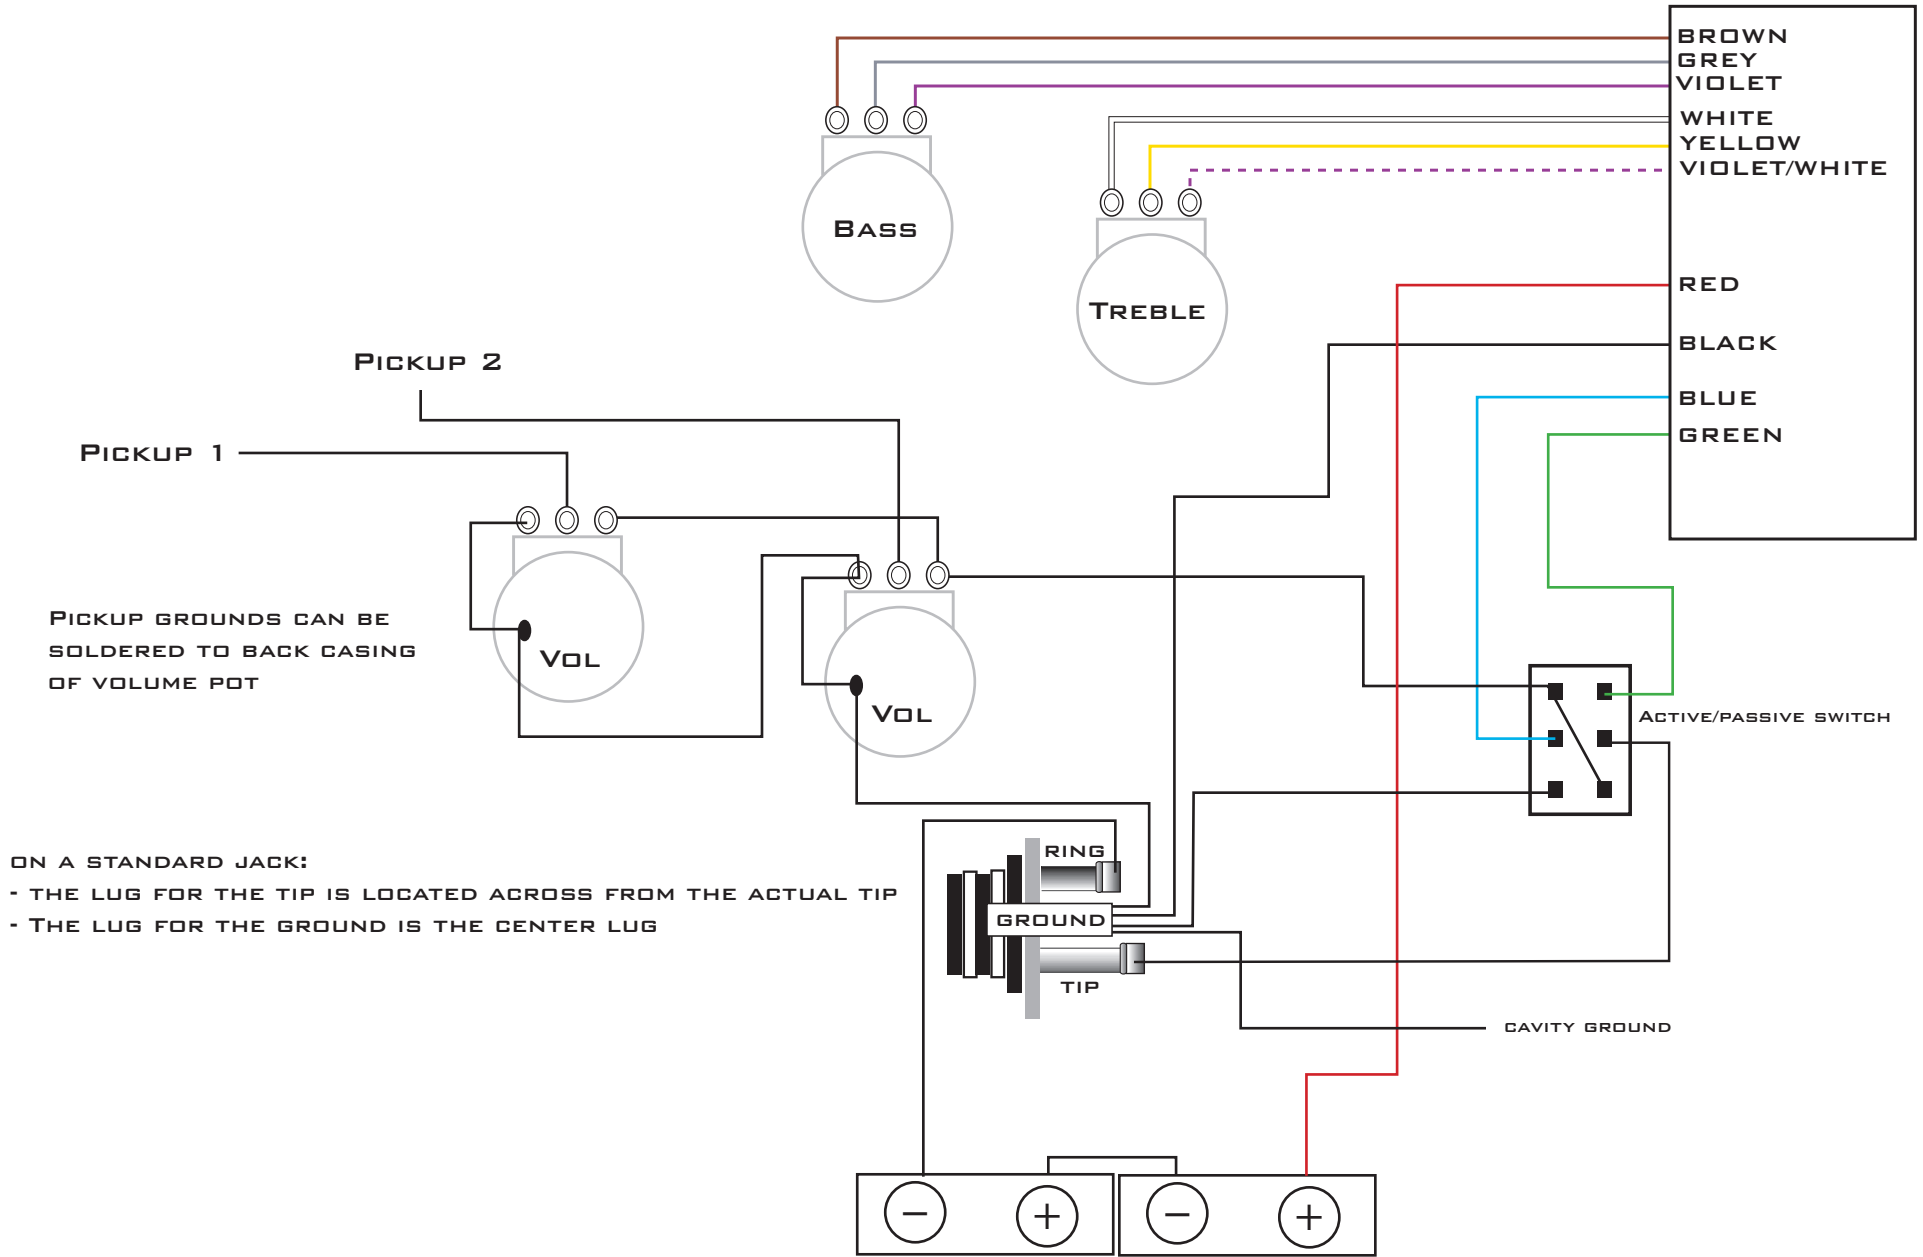 BROWN
GREY
VIOLET
WHITE
YELLOW
VIOLET/WHITE
BASS
TREBLE
RED
BLACK
BLUE
GREEN
PICKUP 2
PICKUP 1
PICKUP GROUNDS CAN BE
SOLDERED TO BACK CASING
OF VOLUME POT
VOL
VOL
ACTIVE/PASSIVE SWITCH
ON A STANDARD JACK:
- THE LUG FOR THE TIP IS LOCATED ACROSS FROM THE ACTUAL TIP
- THE LUG FOR THE GROUND IS THE CENTER LUG
RING
GROUND
TIP
CAVITY GROUND
− + − +